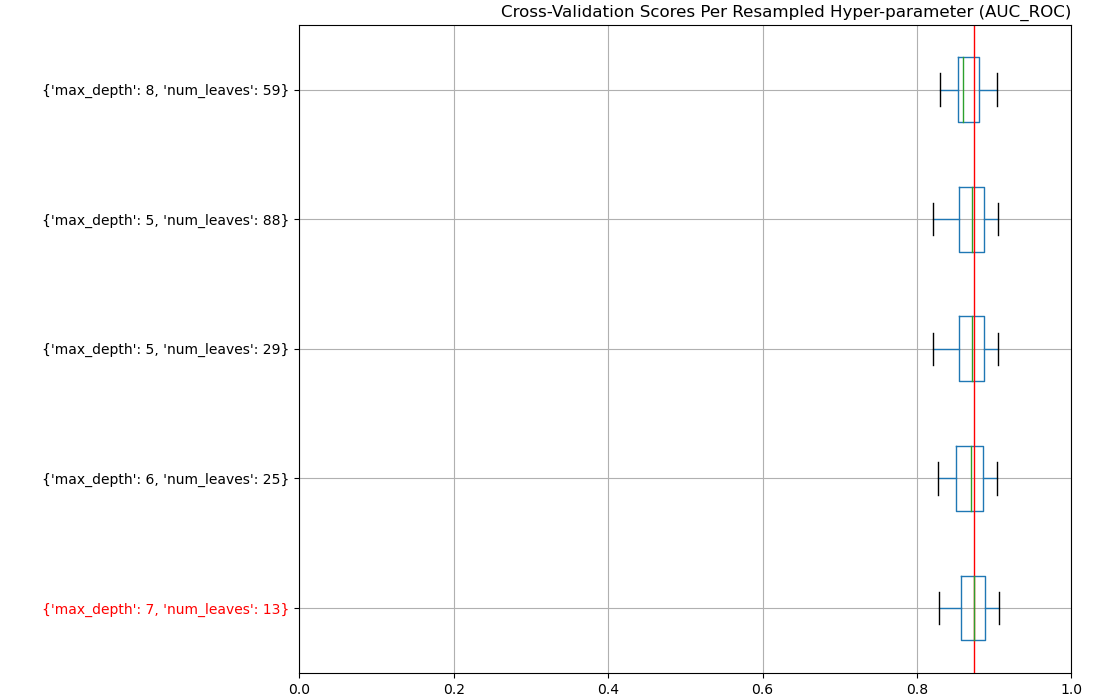 Cross-Validation Scores Per Resampled Hyper-parameter (AUC_ROC)
{'max_depth': 8, 'num_leaves': 59}
{'max_depth': 5, 'num_leaves': 88}
{'max_depth': 5, 'num_leaves': 29}
{'max_depth': 6, 'num_leaves': 25}
{'max_depth': 7, 'num_leaves': 13}
0.0 0.2 0.4 0.6 0.8 1.0